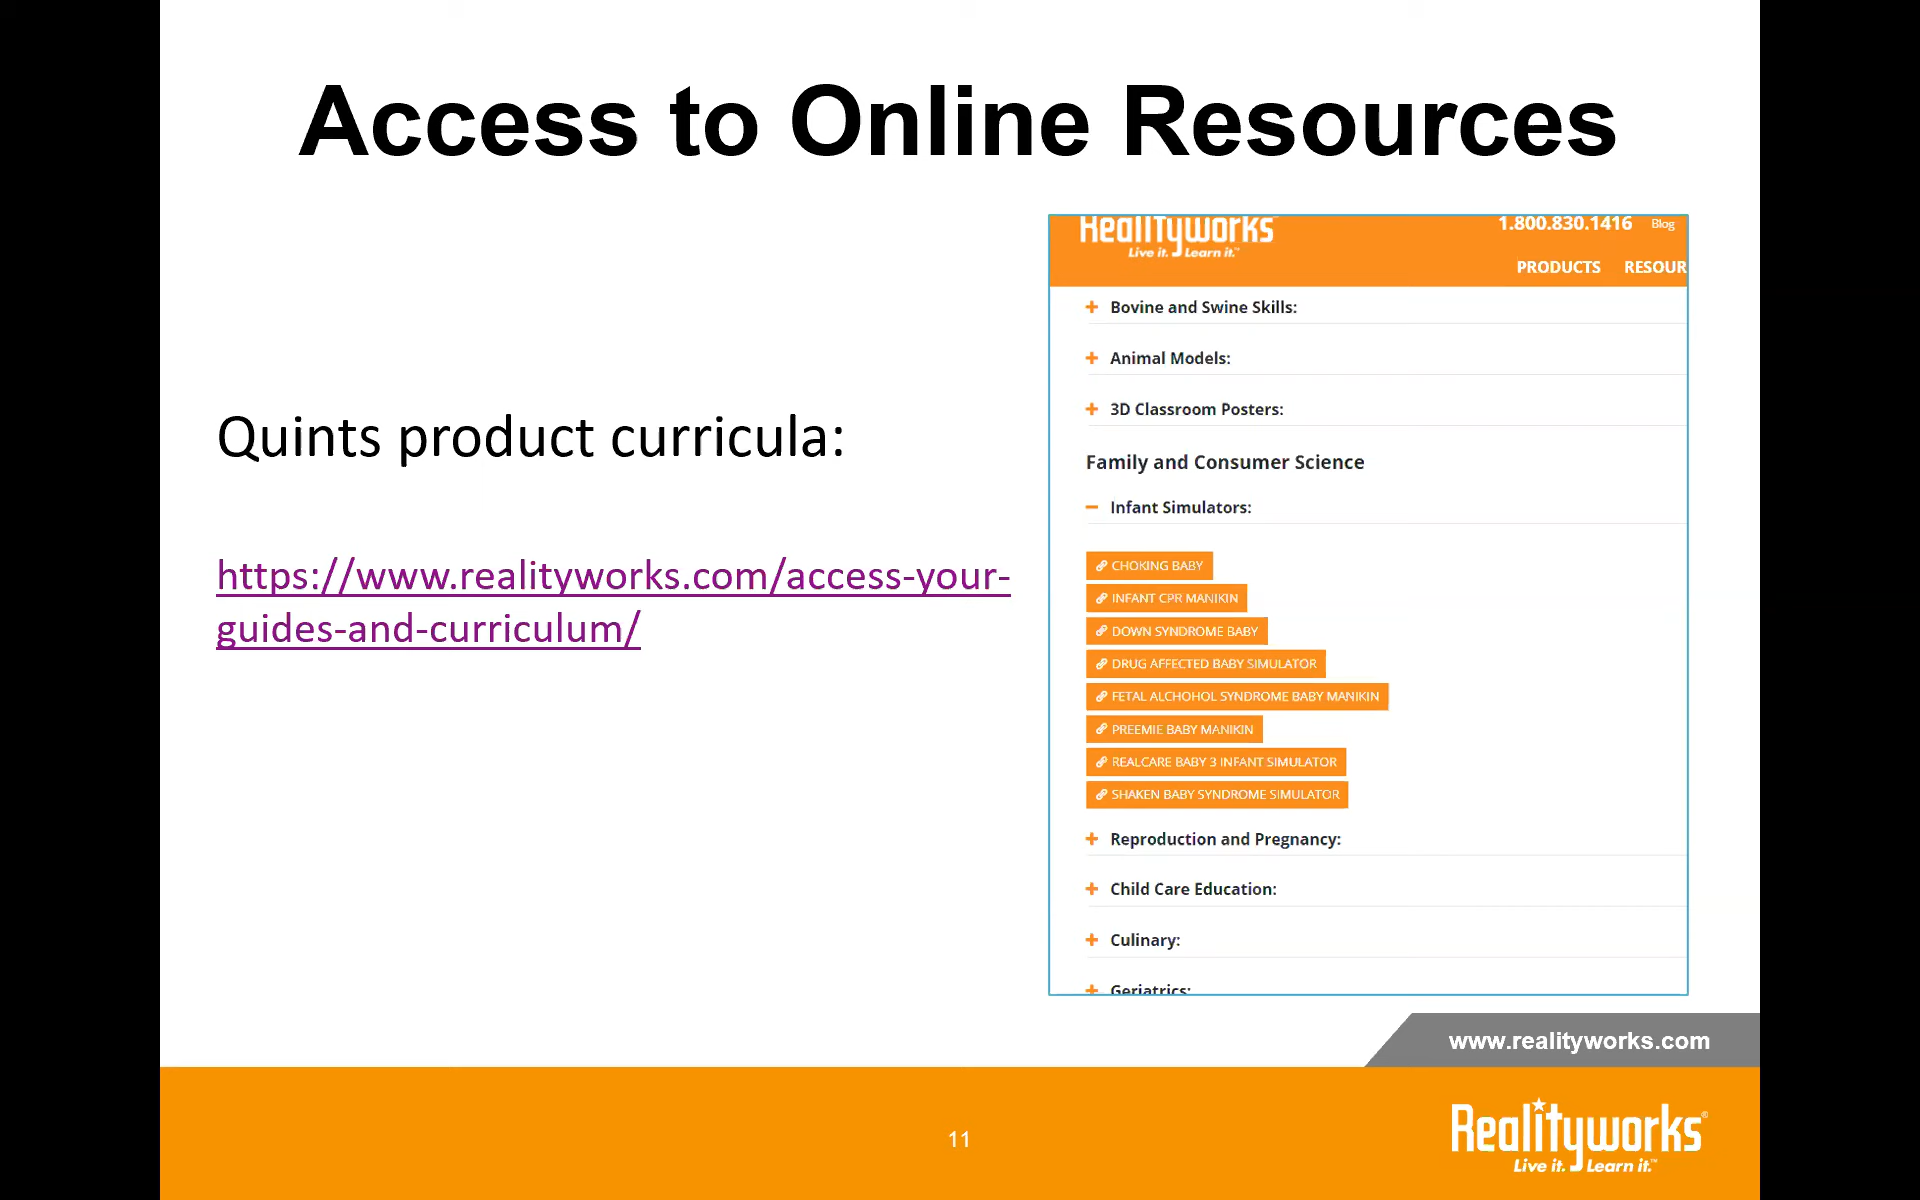 Access to Online Resources
Quints product curricula:
https://www.realityworks.com/access-your-
guides-and-curriculum/
Realityworks
Live it. Learn it.™
1.800.830.1416 Blog
PRODUCTS RESOUR
+ Bovine and Swine Skills:
+ Animal Models:
+ 3D Classroom Posters:
Family and Consumer Science
− Infant Simulators:
CHOKING BABY
INFANT CPR MANIKIN
DOWN SYNDROME BABY
DRUG AFFECTED BABY SIMULATOR
FETAL ALCHOHOL SYNDROME BABY MANIKIN
PREEMIE BABY MANIKIN
REALCARE BABY 3 INFANT SIMULATOR
SHAKEN BABY SYNDROME SIMULATOR
+ Reproduction and Pregnancy:
+ Child Care Education:
+ Culinary:
+ Geriatrics:
www.realityworks.com
11
Realityworks®
Live it. Learn it.™